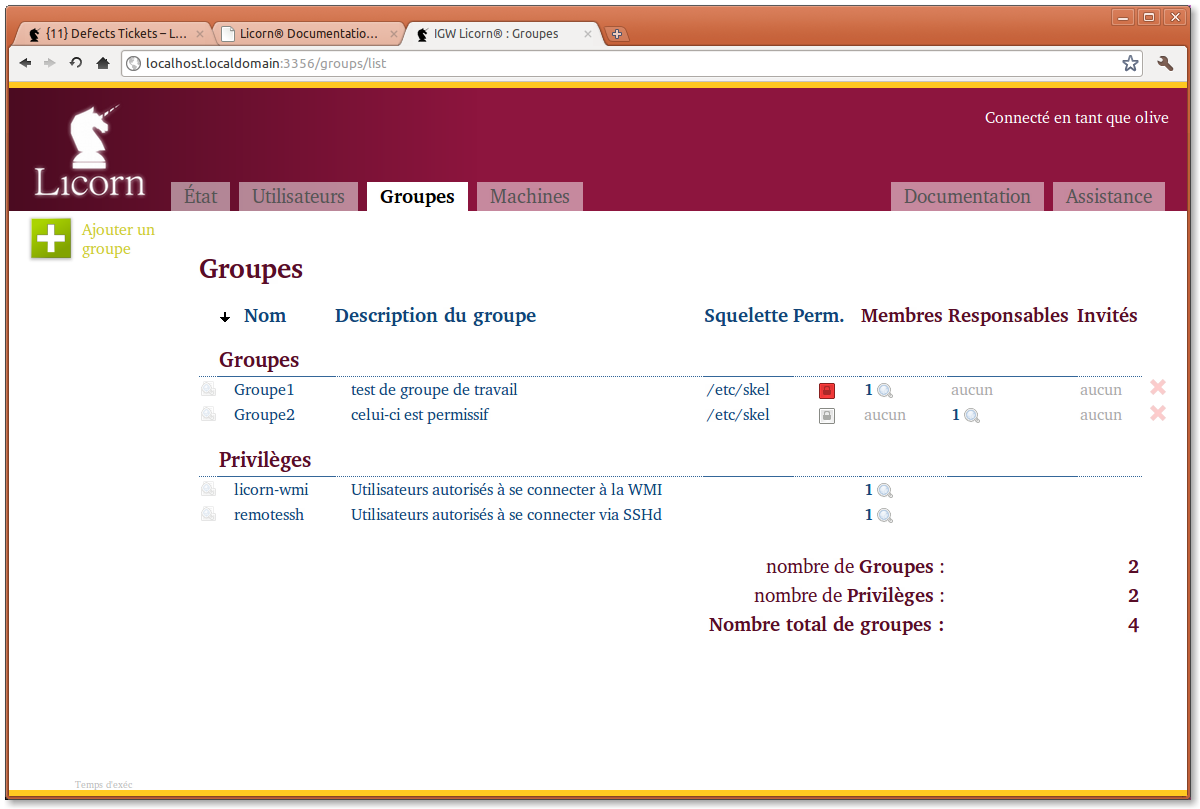 {11} Defects Tickets – L...
Licorn® Documentatio...
IGW Licorn® : Groupes
localhost.localdomain:3356/groups/list
Connecté en tant que olive
Licorn
État
Utilisateurs
Groupes
Machines
Documentation
Assistance
Ajouter un
groupe
Groupes
Nom Description du groupe Squelette Perm. Membres Responsables Invités
Groupes
Groupe1 test de groupe de travail /etc/skel 1 aucun aucun
Groupe2 celui-ci est permissif /etc/skel aucun 1 aucun
Privilèges
licorn-wmi Utilisateurs autorisés à se connecter à la WMI 1
remotessh Utilisateurs autorisés à se connecter via SSHd 1
nombre de Groupes : 2
nombre de Privilèges : 2
Nombre total de groupes : 4
Temps d'exéc